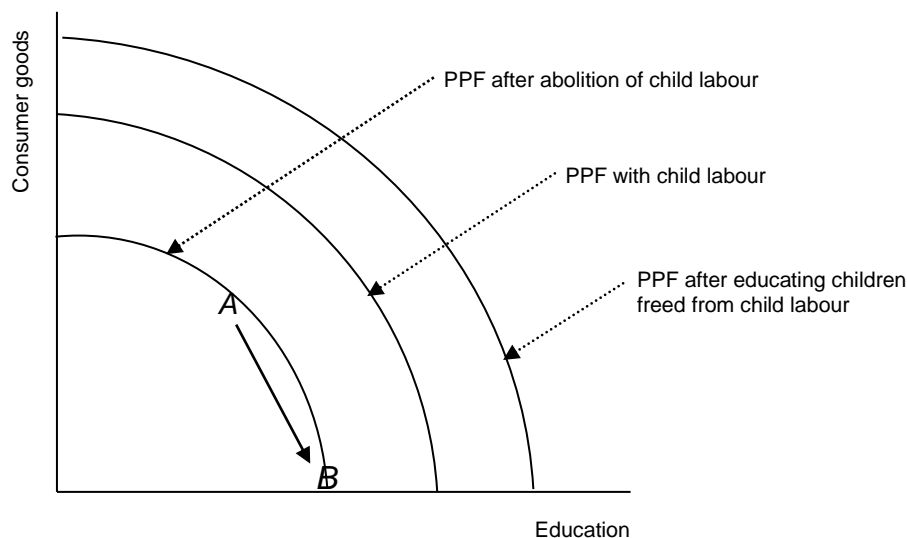 Consumer goods
PPF after abolition of child labour
PPF with child labour
PPF after educating children
freed from child labour
A
B
Education